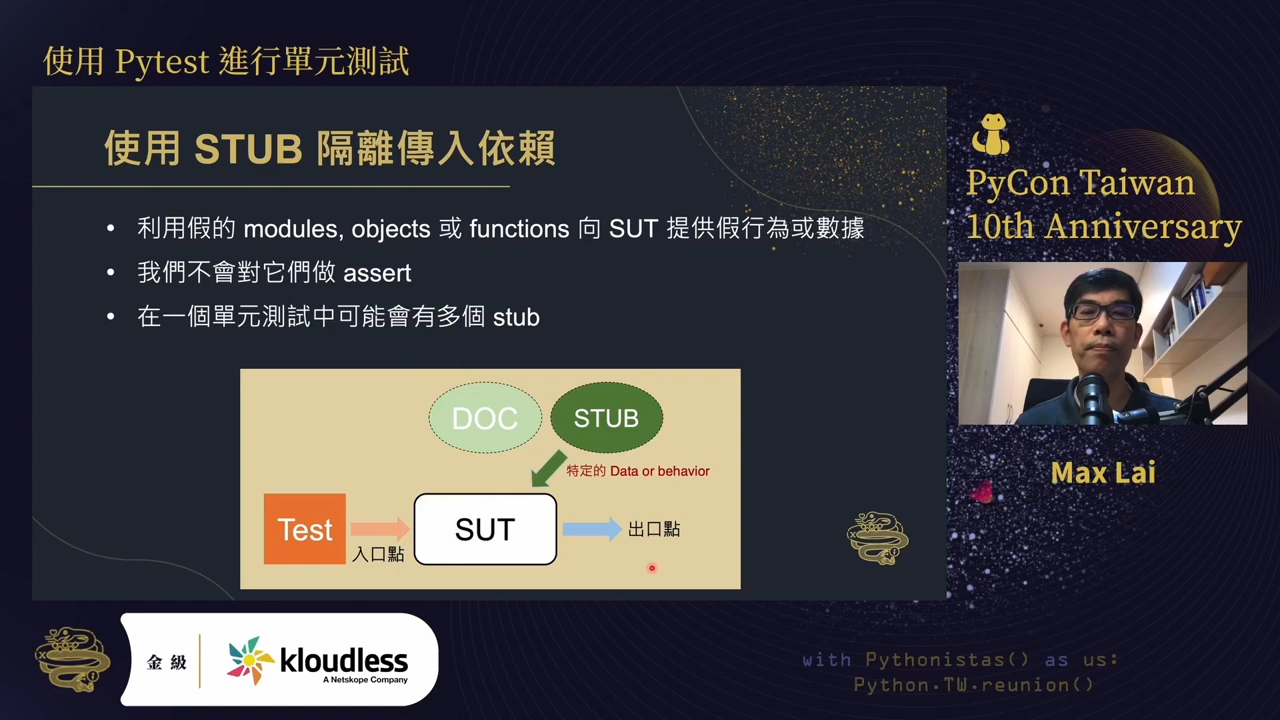 使用 Pytest 進行單元測試
使用 STUB 隔離傳入依賴
• 利用假的 modules, objects 或 functions 向 SUT 提供假行為或數據
• 我們不會對它們做 assert
• 在一個單元測試中可能會有多個 stub
DOC
STUB
特定的 Data or behavior
Test
入口點
SUT
出口點
PyCon Taiwan
10th Anniversary
Max Lai
金級
kloudless
A Netskope Company
with Pythonistas() as us:
Python.TW.reunion()